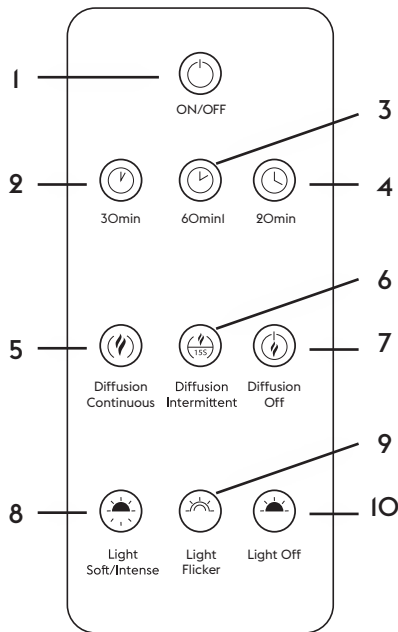 1
ON/OFF
3
2
4
30min
60minl
20min
6
5
15S
7
Diffusion Continuous
Diffusion Intermittent
Diffusion Off
9
8
10
Light Soft/Intense
Light Flicker
Light Off